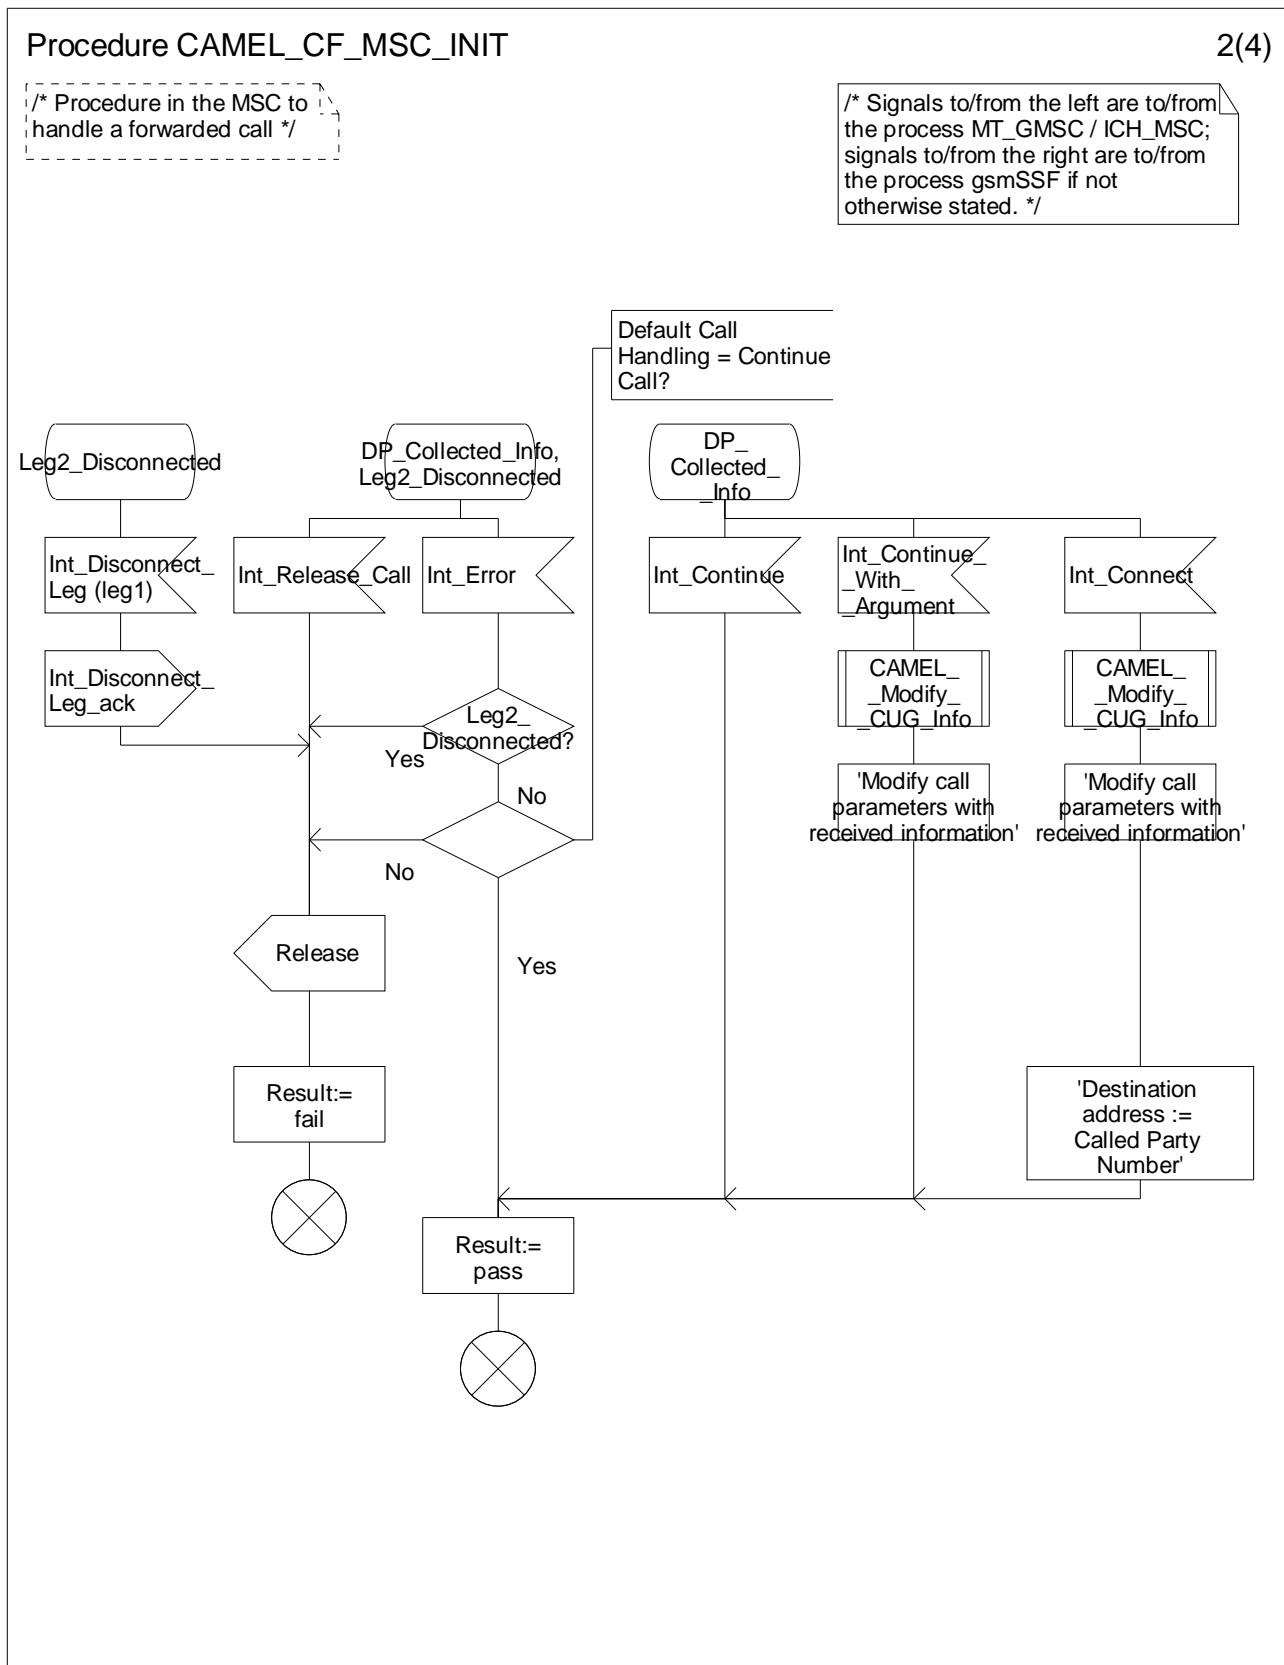 Procedure CAMEL_CF_MSC_INIT
2(4)
/* Procedure in the MSC to
handle a forwarded call */
/* Signals to/from the left are to/from
the process MT_GMSC / ICH_MSC;
signals to/from the right are to/from
the process gsmSSF if not
otherwise stated. */
Default Call
Handling = Continue
Call?
Leg2_Disconnected
DP_Collected_Info,
Leg2_Disconnected
DP_
Collected_
_Info
Int_Disconnect_
Leg (leg1)
Int_Release_Call
Int_Error
Int_Continue
Int_Continue_
_With_
_Argument
Int_Connect
Int_Disconnect_
Leg_ack
Leg2_
Disconnected?
CAMEL_
_Modify_
_CUG_Info
CAMEL_
_Modify_
_CUG_Info
Yes
No
'Modify call
parameters with
received information'
'Modify call
parameters with
received information'
No
Release
Yes
Result:=
fail
'Destination
address :=
Called Party
Number'
Result:=
pass